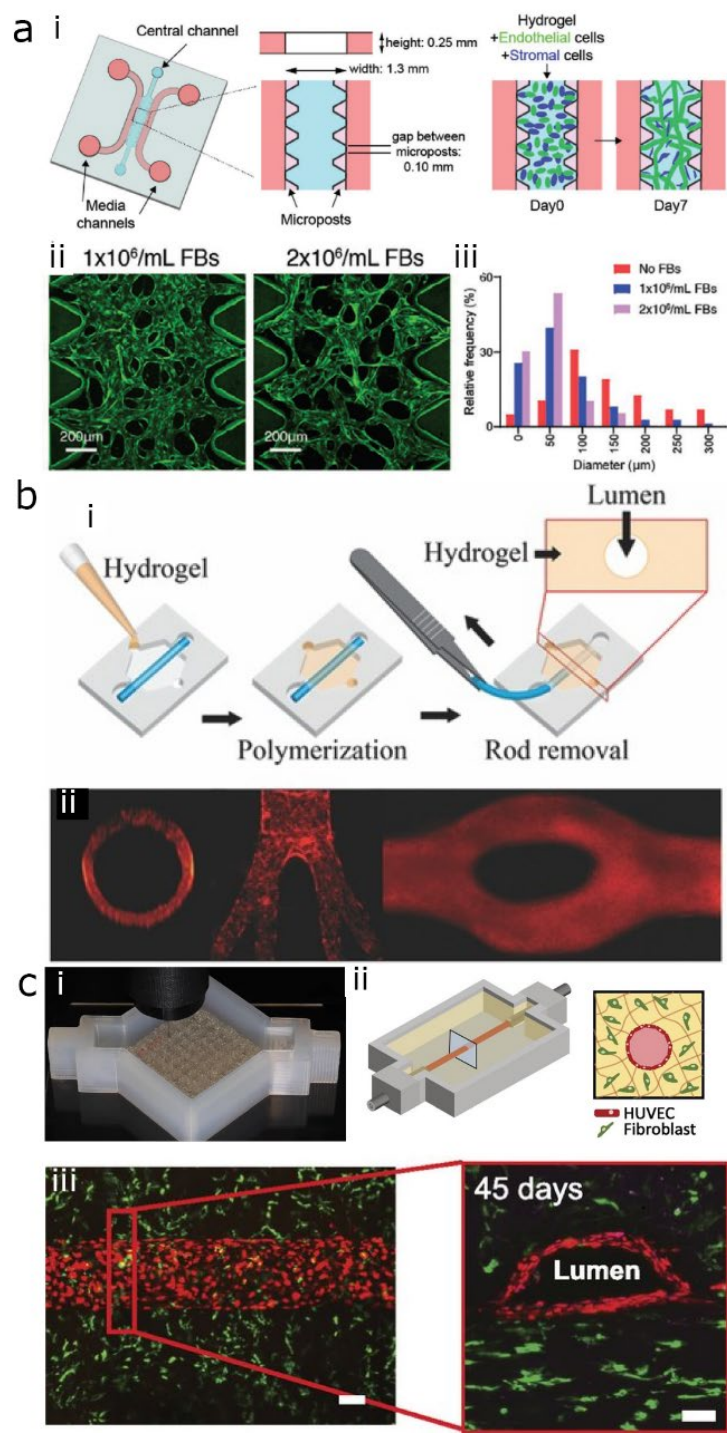 a
i
Central channel
Media
channels
height: 0.25 mm
width: 1.3 mm
gap between
microposts:
0.10 mm
Microposts
Hydrogel
+Endothelial cells
+Stromal cells
Day0
Day7
ii
1x10⁶/mL FBs
2x10⁶/mL FBs
200µm
200µm
iii
Relative frequency (%)
60
30
0
No FBs
1x10⁶/mL FBs
2x10⁶/mL FBs
0
50
100
150
200
250
300
Diameter (µm)
b
i
Hydrogel
Polymerization
Rod removal
Hydrogel
Lumen
ii
c
i
ii
HUVEC
Fibroblast
iii
45 days
Lumen